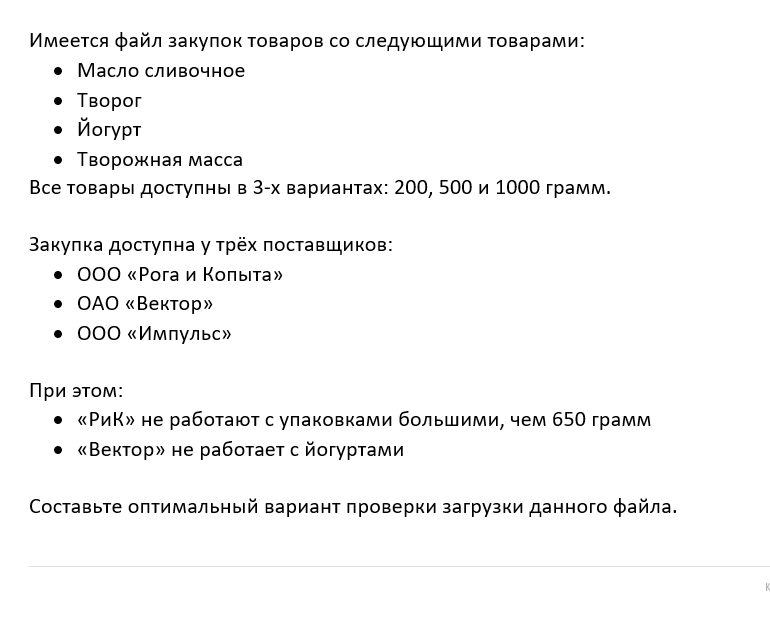 Имеется файл закупок товаров со следующими товарами:
• Масло сливочное
• Творог
• Йогурт
• Творожная масса
Все товары доступны в 3-х вариантах: 200, 500 и 1000 грамм.
Закупка доступна у трёх поставщиков:
• ООО «Рога и Копыта»
• ОАО «Вектор»
• ООО «Импульс»
При этом:
• «РиК» не работают с упаковками большими, чем 650 грамм
• «Вектор» не работает с йогуртами
Составьте оптимальный вариант проверки загрузки данного файла.